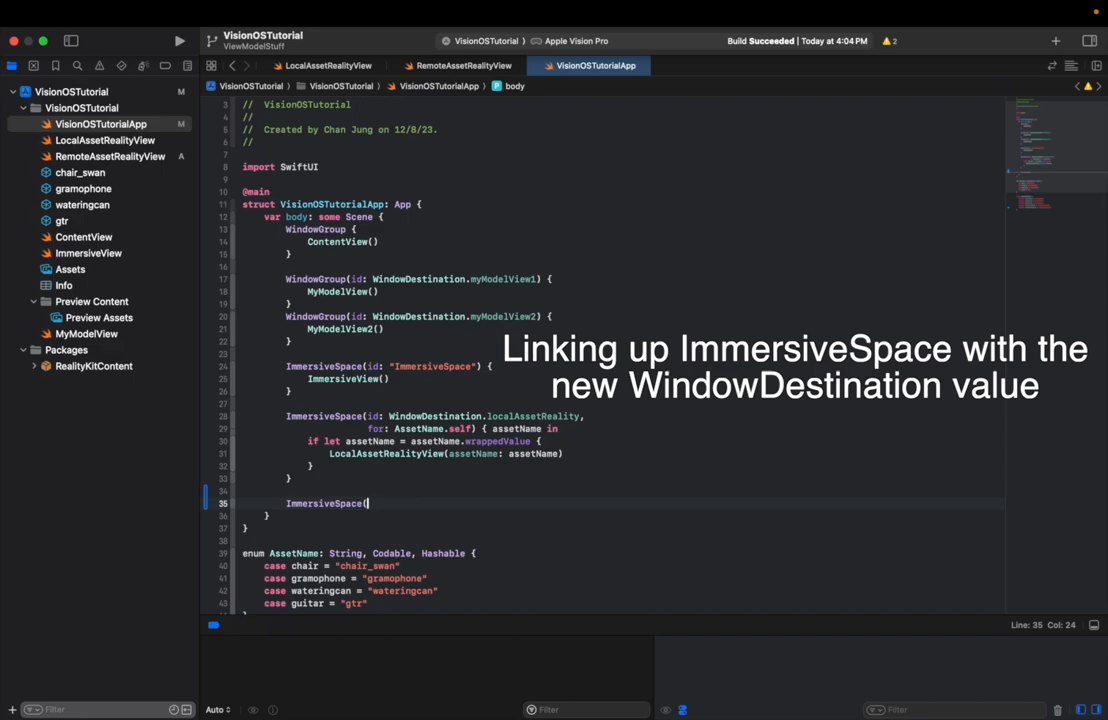 VisionOSTutorial
ViewModelStuff
VisionOSTutorial 〉 Apple Vision Pro
Build Succeeded | Today at 4:04 PM
2
LocalAssetRealityView
RemoteAssetRealityView
VisionOSTutorialApp
VisionOSTutorial 〉 VisionOSTutorial 〉 VisionOSTutorialApp 〉 P body
VisionOSTutorial M
VisionOSTutorial
VisionOSTutorialApp M
LocalAssetRealityView
RemoteAssetRealityView A
chair_swan
gramophone
wateringcan
gtr
ContentView
ImmersiveView
Assets
Info
Preview Content
Preview Assets
MyModelView
Packages
RealityKitContent
3 //  VisionOSTutorial
4 //
5 //  Created by Chan Jung on 12/8/23.
6 //
7
8 import SwiftUI
9
10 @main
11 struct VisionOSTutorialApp: App {
12 var body: some Scene {
13 WindowGroup {
14 ContentView()
15 }
16
17 WindowGroup(id: WindowDestination.myModelView1) {
18 MyModelView()
19 }
20 WindowGroup(id: WindowDestination.myModelView2) {
21 MyModelView2()
22 }
23
24 ImmersiveSpace(id: "ImmersiveSpace") {
25 ImmersiveView()
26 }
27
28 ImmersiveSpace(id: WindowDestination.localAssetReality,
29 for: AssetName.self) { assetName in
30 if let assetName = assetName.wrappedValue {
31 LocalAssetRealityView(assetName: assetName)
32 }
33 }
34
35 ImmersiveSpace(
36 }
37 }
38
39 enum AssetName: String, Codable, Hashable {
40 case chair = "chair_swan"
41 case gramophone = "gramophone"
42 case wateringcan = "wateringcan"
43 case guitar = "gtr"
Linking up ImmersiveSpace with the
new WindowDestination value
Line: 35 Col: 24
Filter
Auto
Filter
Filter